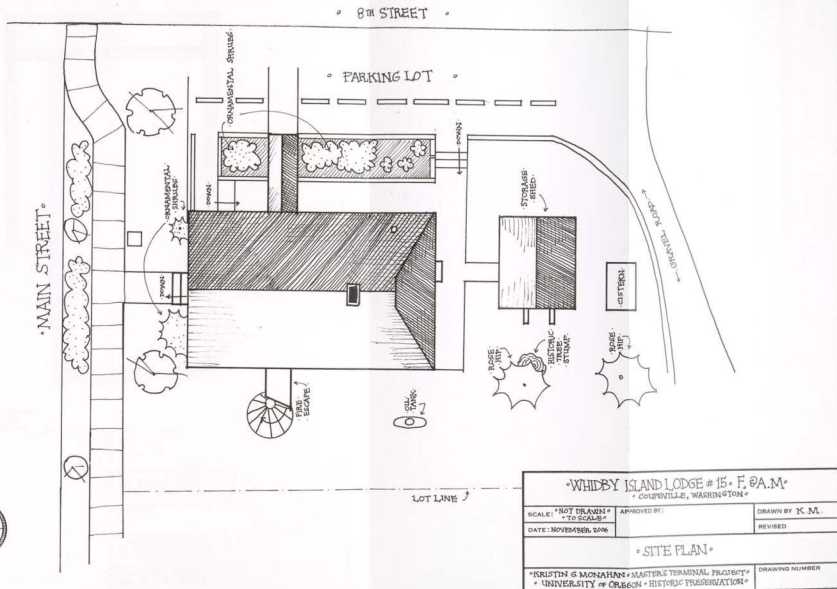 • 8TH STREET •
• PARKING LOT •
•ORNAMENTAL SHRUBS•
•DOWN•
•DOWN•
•ORNAMENTAL
SHRUBS•
•DOWN•
•MAIN STREET•
•STORAGE
SHED•
•GRAVEL ROAD•
•CISTERN•
•ROSE
HIP•
•HISTORIC
TREE
STUMP•
•ROSE
HIP•
•FIRE
ESCAPE•
•OIL
TANK•
LOT LINE
•WHIDBY ISLAND LODGE #15• F. @A.M•
• COUPEVILLE, WASHINGTON•
SCALE: •NOT DRAWN•
•TO SCALE•
APPROVED BY:
DRAWN BY K.M.
DATE: NOVEMBER 2006
REVISED
• SITE PLAN•
•KRISTIN G MONAHAN • MASTERS TERMINAL PROJECT•
• UNIVERSITY OF OREGON • HISTORIC PRESERVATION•
DRAWING NUMBER